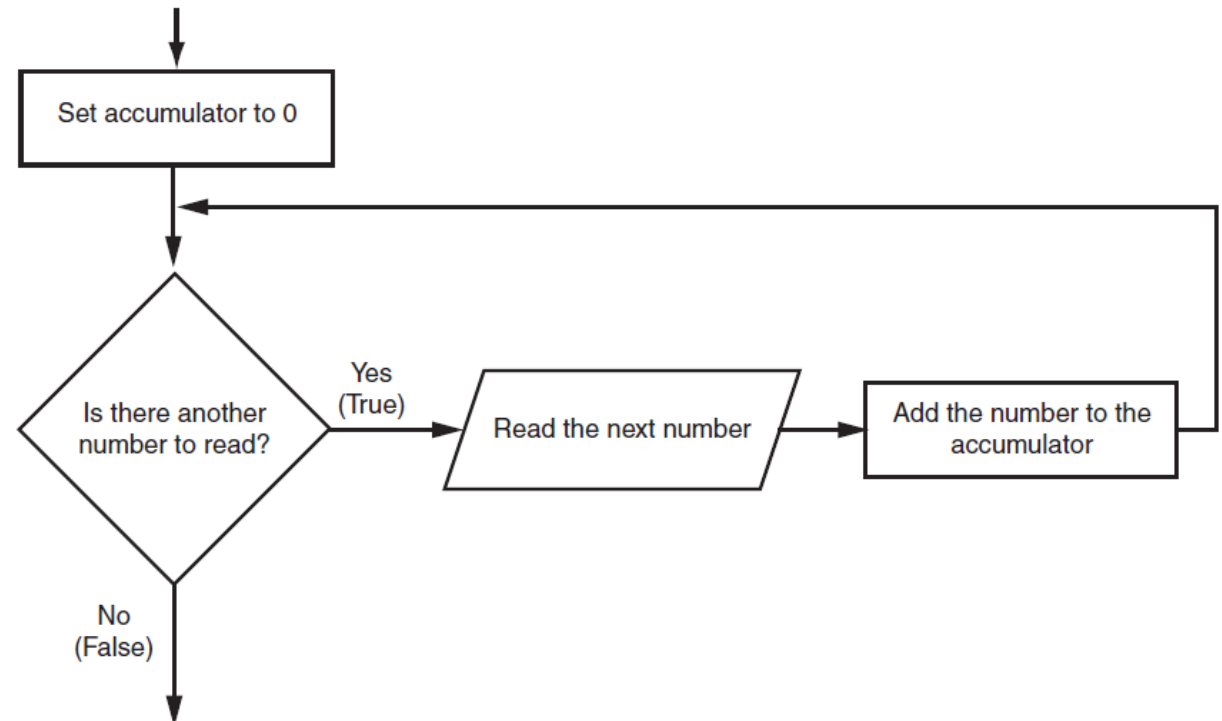 Set accumulator to 0
Is there another
number to read?
Yes
(True)
Read the next number
Add the number to the
accumulator
No
(False)